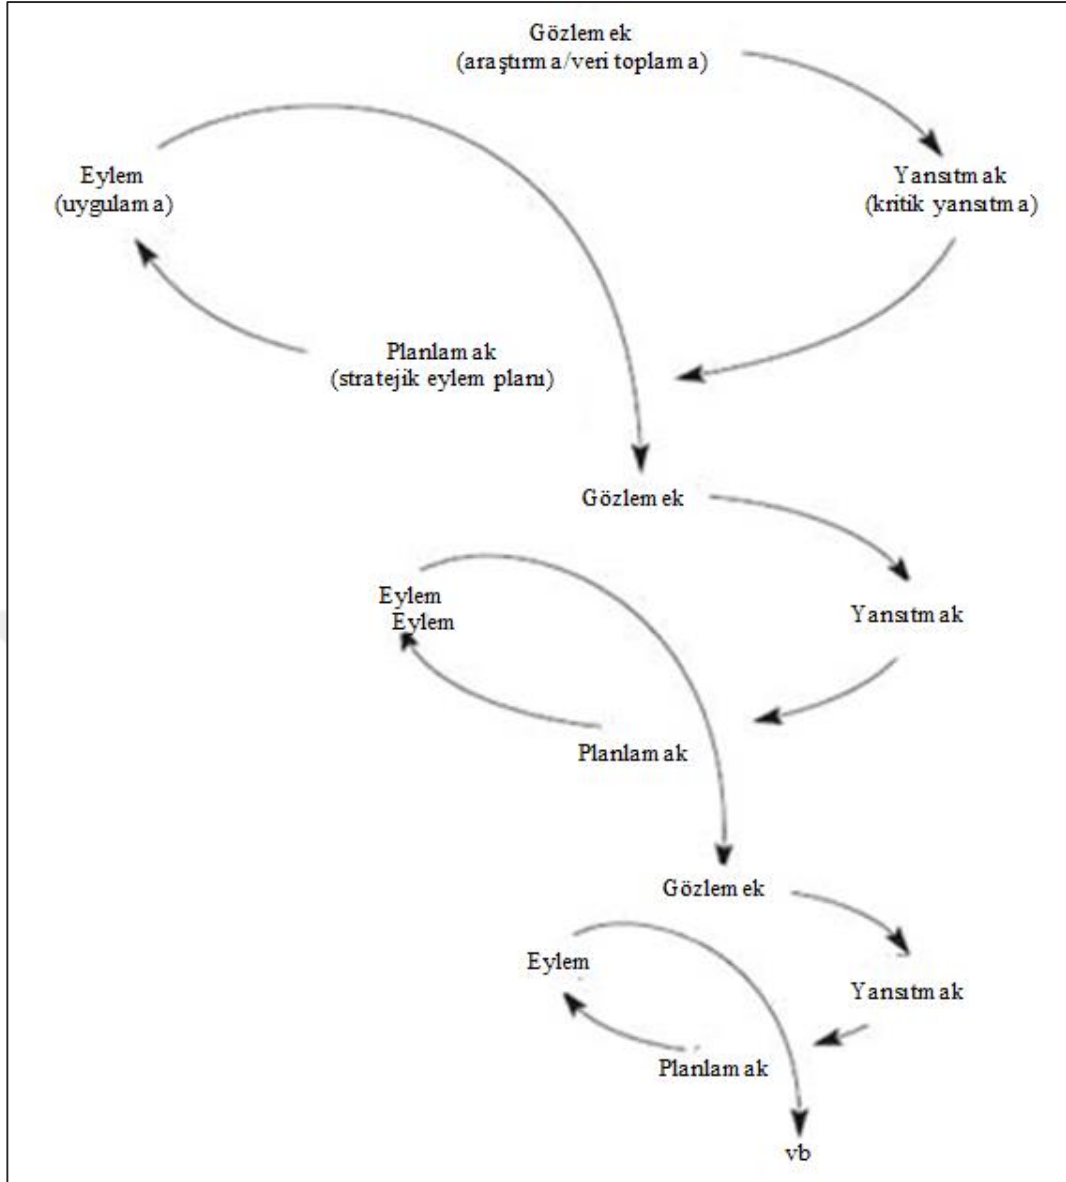 Gözlemek
(araştırma/veri toplama)
Eylem
(uygulama)
Yansıtmak
(kritik yansıtma)
Planlamak
(stratejik eylem planı)
Gözlemek
Eylem
Eylem
Yansıtmak
Planlamak
Gözlemek
Eylem
Yansıtmak
Planlamak
vb